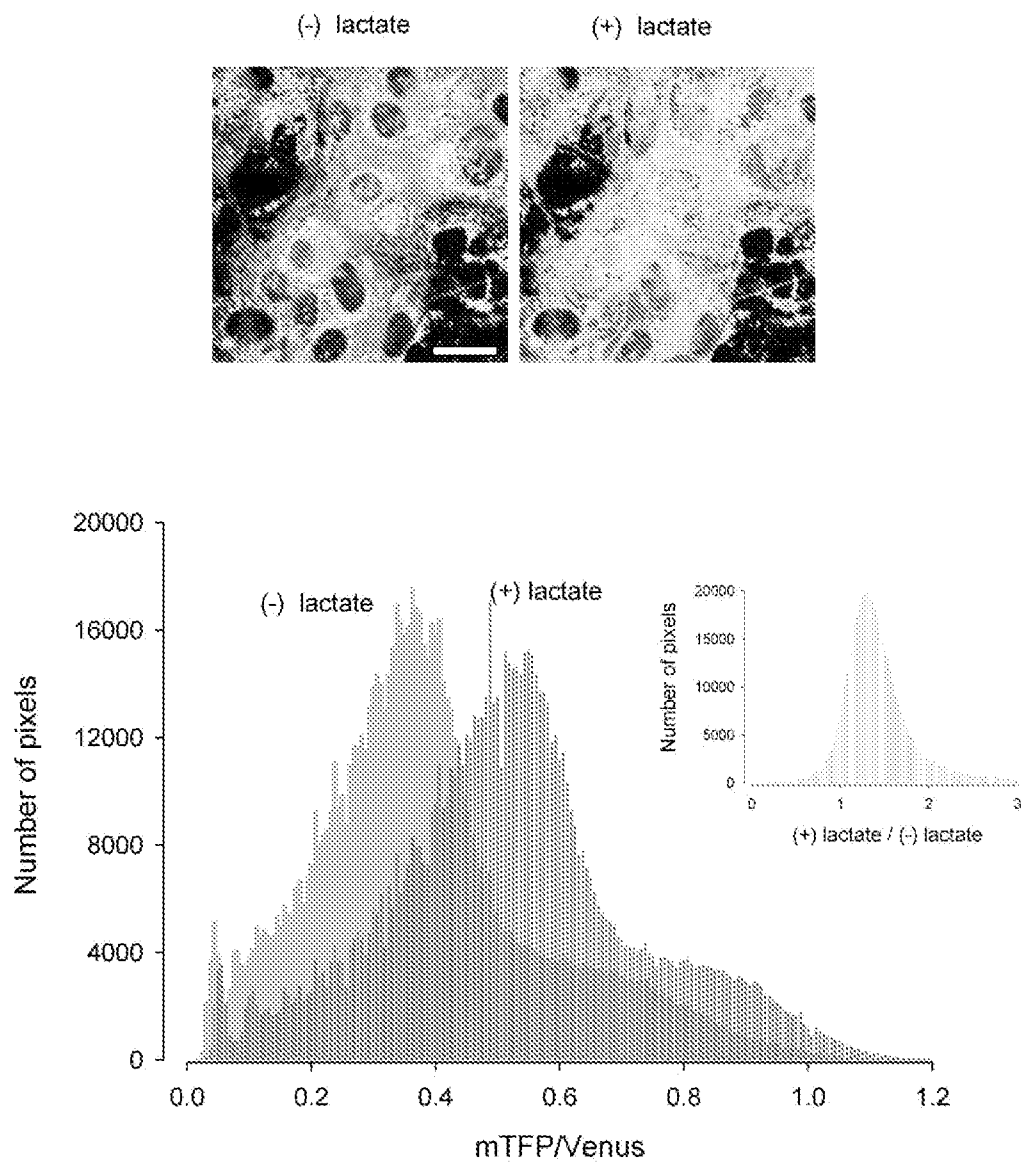 (-) lactate
(+) lactate
20000
16000
12000
8000
4000
0
Number of pixels
(-) lactate
(+) lactate
0.0
0.2
0.4
0.6
0.8
1.0
1.2
mTFP/Venus
20000
15000
10000
5000
0
Number of pixels
0
1
2
3
(+) lactate / (-) lactate